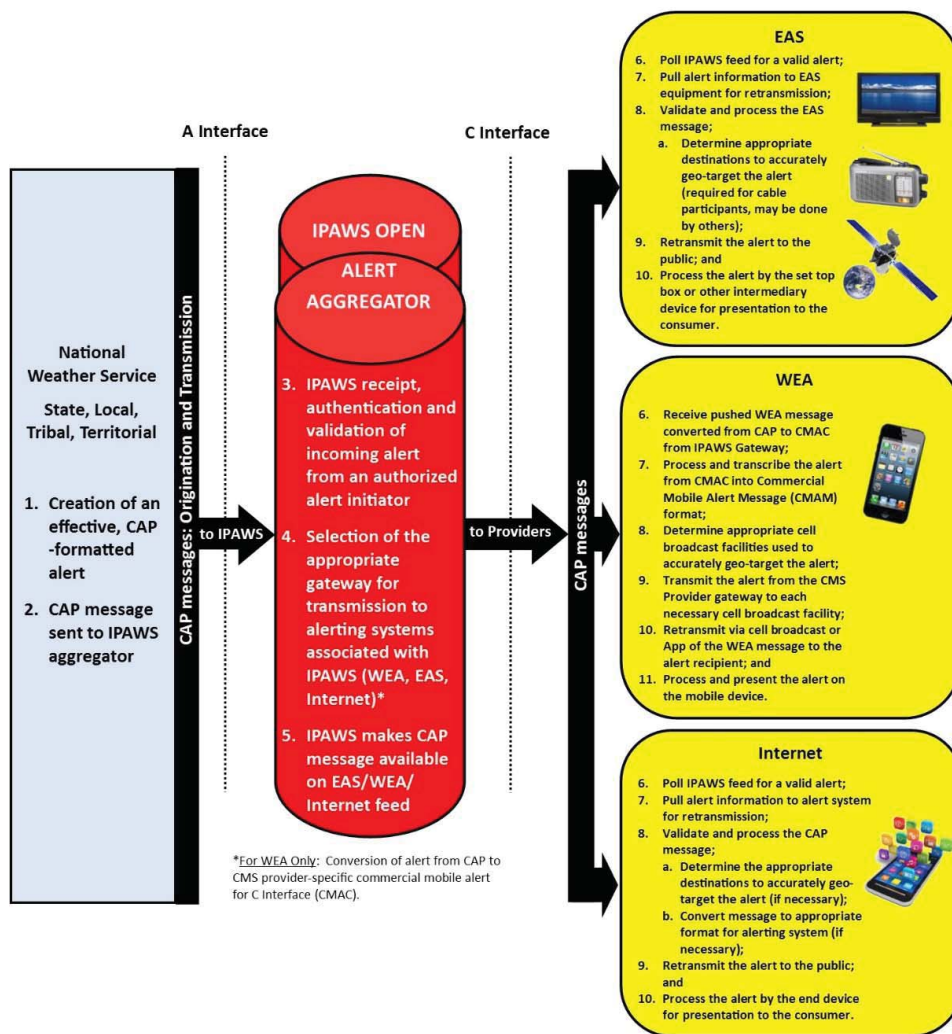 A Interface
C Interface
National
Weather Service
State, Local,
Tribal, Territorial
1. Creation of an
effective, CAP
-formatted
alert
2. CAP message
sent to IPAWS
aggregator
CAP messages: Origination and Transmission
to IPAWS
IPAWS OPEN
ALERT
AGGREGATOR
3. IPAWS receipt,
authentication and
validation of
incoming alert
from an authorized
alert initiator
4. Selection of the
appropriate
gateway for
transmission to
alerting systems
associated with
IPAWS (WEA, EAS,
Internet)*
5. IPAWS makes CAP
message available
on EAS/WEA/
Internet feed
*For WEA Only: Conversion of alert from CAP to
CMS provider-specific commercial mobile alert
for C Interface (CMAC).
to Providers
CAP messages
EAS
6. Poll IPAWS feed for a valid alert;
7. Pull alert information to EAS
equipment for retransmission;
8. Validate and process the EAS
message;
a. Determine appropriate
destinations to accurately
geo-target the alert
(required for cable
participants, may be done
by others);
9. Retransmit the alert to the
public; and
10. Process the alert by the set top
box or other intermediary
device for presentation to the
consumer.
WEA
6. Receive pushed WEA message
converted from CAP to CMAC
from IPAWS Gateway;
7. Process and transcribe the alert
from CMAC into Commercial
Mobile Alert Message (CMAM)
format;
8. Determine appropriate cell
broadcast facilities used to
accurately geo-target the alert;
9. Transmit the alert from the CMS
Provider gateway to each
necessary cell broadcast facility;
10. Retransmit via cell broadcast or
App of the WEA message to the
alert recipient; and
11. Process and present the alert on
the mobile device.
Internet
6. Poll IPAWS feed for a valid alert;
7. Pull alert information to alert system
for retransmission;
8. Validate and process the CAP
message;
a. Determine the appropriate
destinations to accurately geo-
target the alert (if necessary);
b. Convert message to appropriate
format for alerting system (if
necessary);
9. Retransmit the alert to the public;
and
10. Process the alert by the end device
for presentation to the consumer.